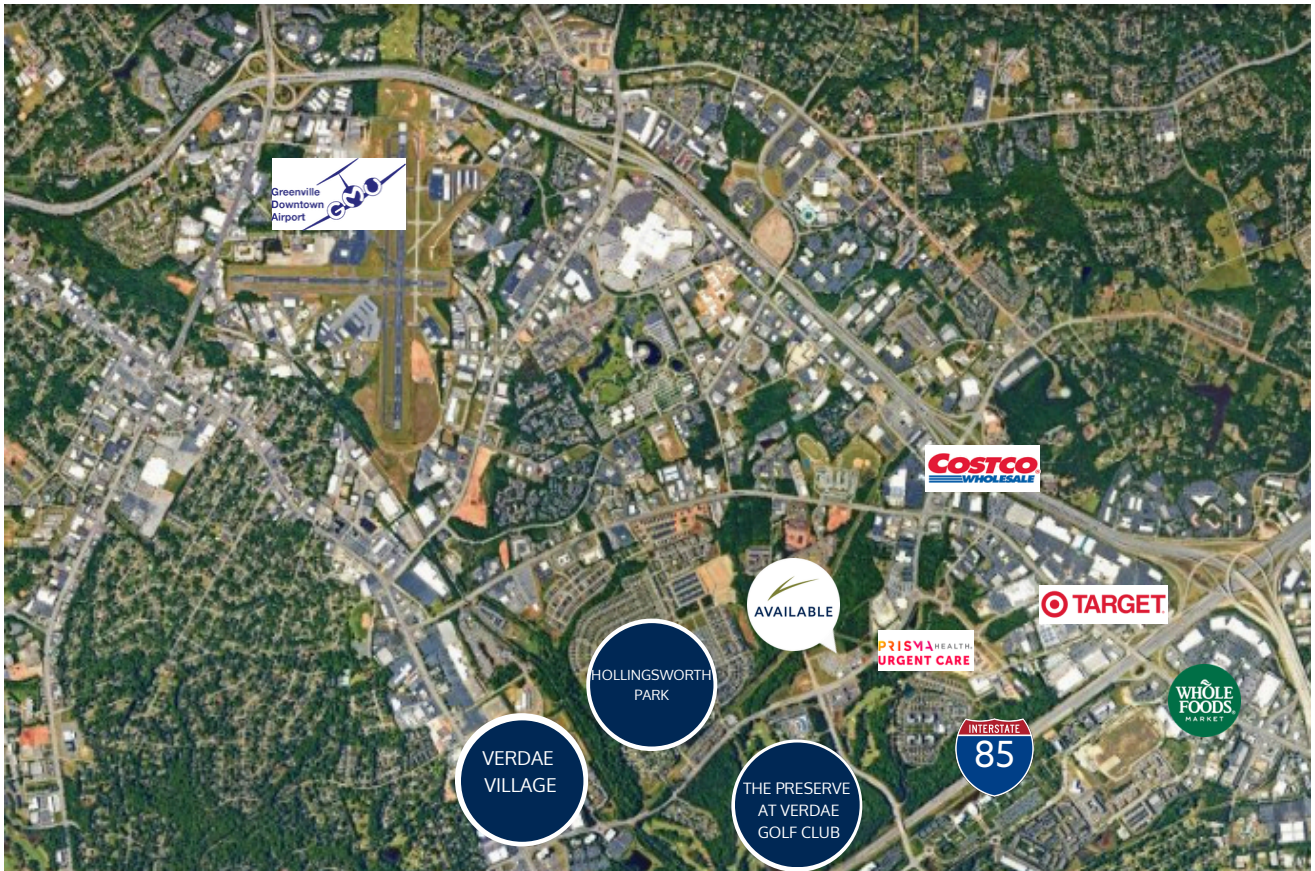 Greenville
Downtown
Airport
GMU
COSTCO
WHOLESALE
AVAILABLE
TARGET
PRISMA HEALTH.
URGENT CARE
HOLLINGSWORTH
PARK
WHOLE
FOODS
MARKET
INTERSTATE
85
VERDAE
VILLAGE
THE PRESERVE
AT VERDAE
GOLF CLUB